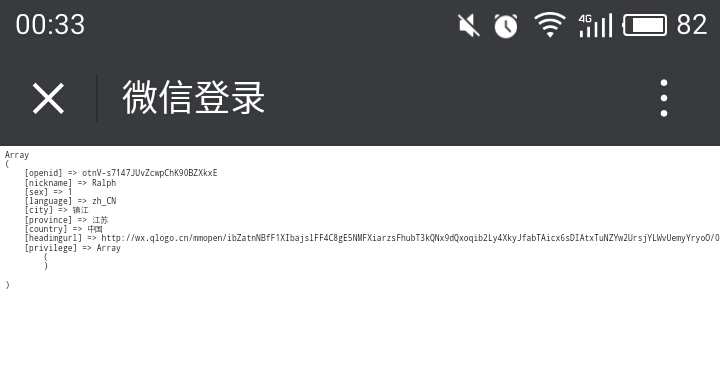 00:33 4G 82
微信登录
Array
(
[openid] => otnV-s7147JUvZcwpChK90BZXkxE
[nickname] => Ralph
[sex] => 1
[language] => zh_CN
[city] => 镇江
[province] => 江苏
[country] => 中国
[headimgurl] => http://wx.qlogo.cn/mmopen/ibZatnNBfF1XIbajslFF4C8gE5NMFXiarzsFhubT3kQNx9dQxoqib2Ly4XkyJfabTAicx6sDIAtxTuNZYw2UrsjYLWvUemyYryoO/0
[privilege] => Array
(
)
)